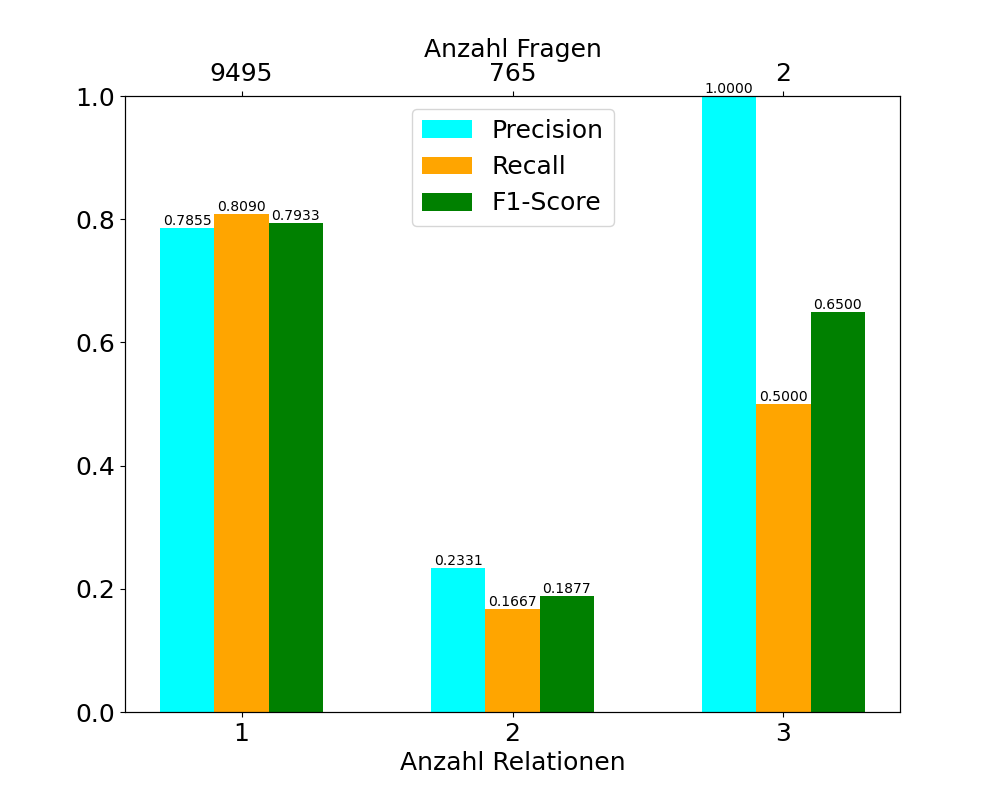 Anzahl Fragen
9495 765 2
1.0
0.8
0.6
0.4
0.2
0.0
Precision
Recall
F1-Score
0.7855 0.8090 0.7933
0.2331 0.1667 0.1877
1.0000 0.5000 0.6500
1 2 3
Anzahl Relationen